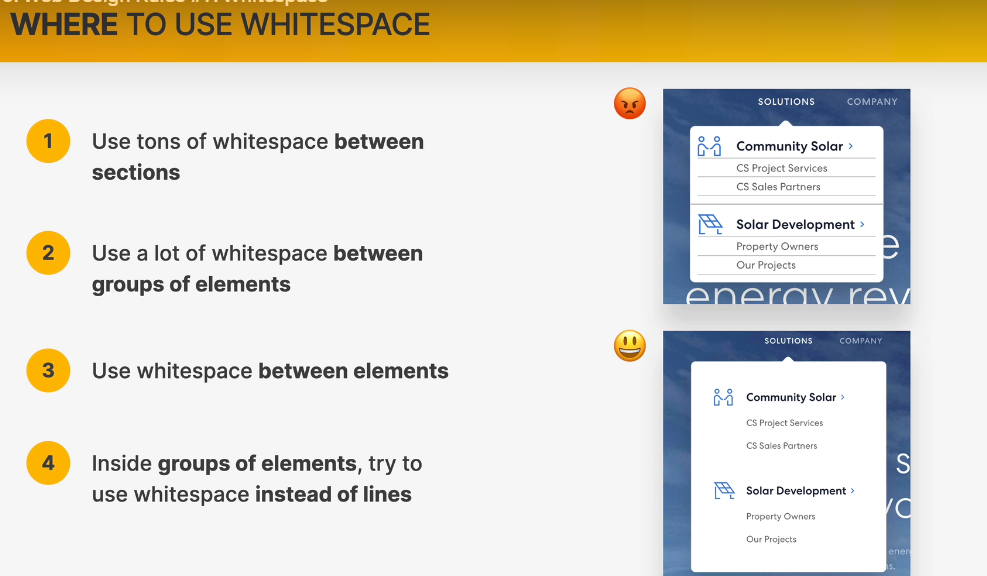 WHERE TO USE WHITESPACE
1
Use tons of whitespace between
sections
2
Use a lot of whitespace between
groups of elements
3
Use whitespace between elements
4
Inside groups of elements, try to
use whitespace instead of lines
SOLUTIONS COMPANY
Community Solar >
CS Project Services
CS Sales Partners
Solar Development >
Property Owners
Our Projects
energy
SOLUTIONS COMPANY
Community Solar >
CS Project Services
CS Sales Partners
Solar Development >
Property Owners
Our Projects